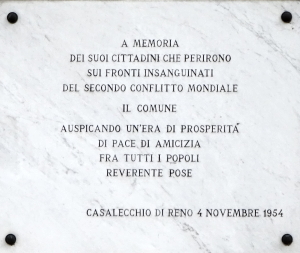 A MEMORIA
DEI SUOI CITTADINI CHE PERIRONO
SUI FRONTI INSANGUINATI
DEL SECONDO CONFLITTO MONDIALE
IL COMUNE
AUSPICANDO UN'ERA DI PROSPERITA'
DI PACE DI AMICIZIA
FRA TUTTI I POPOLI
REVERENTE POSE
CASALECCHIO DI RENO 4 NOVEMBRE 1954